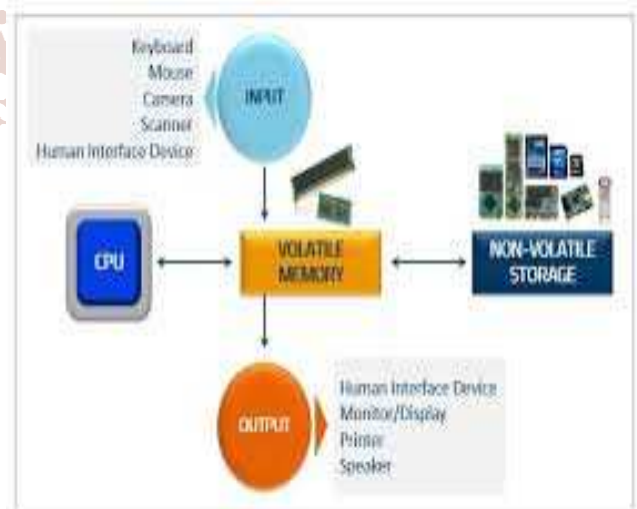 Keyboard
Mouse
Camera
Scanner
Human Interface Device
INPUT
CPU
VOLATILE
MEMORY
NON-VOLATILE
STORAGE
OUTPUT
Human Interface Device
Monitor/Display
Printer
Speaker